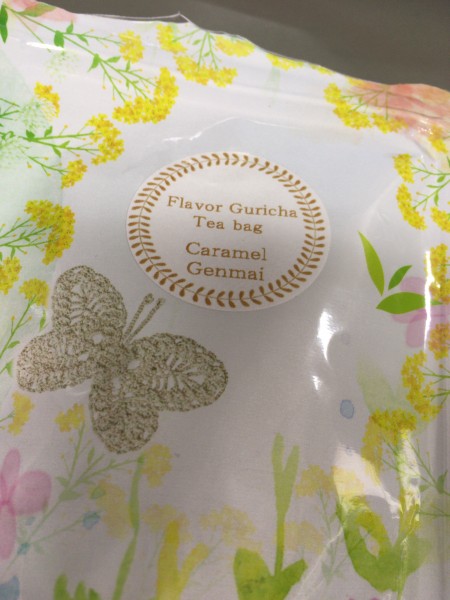 Flavor Guricha
Tea bag
Caramel
Genmai